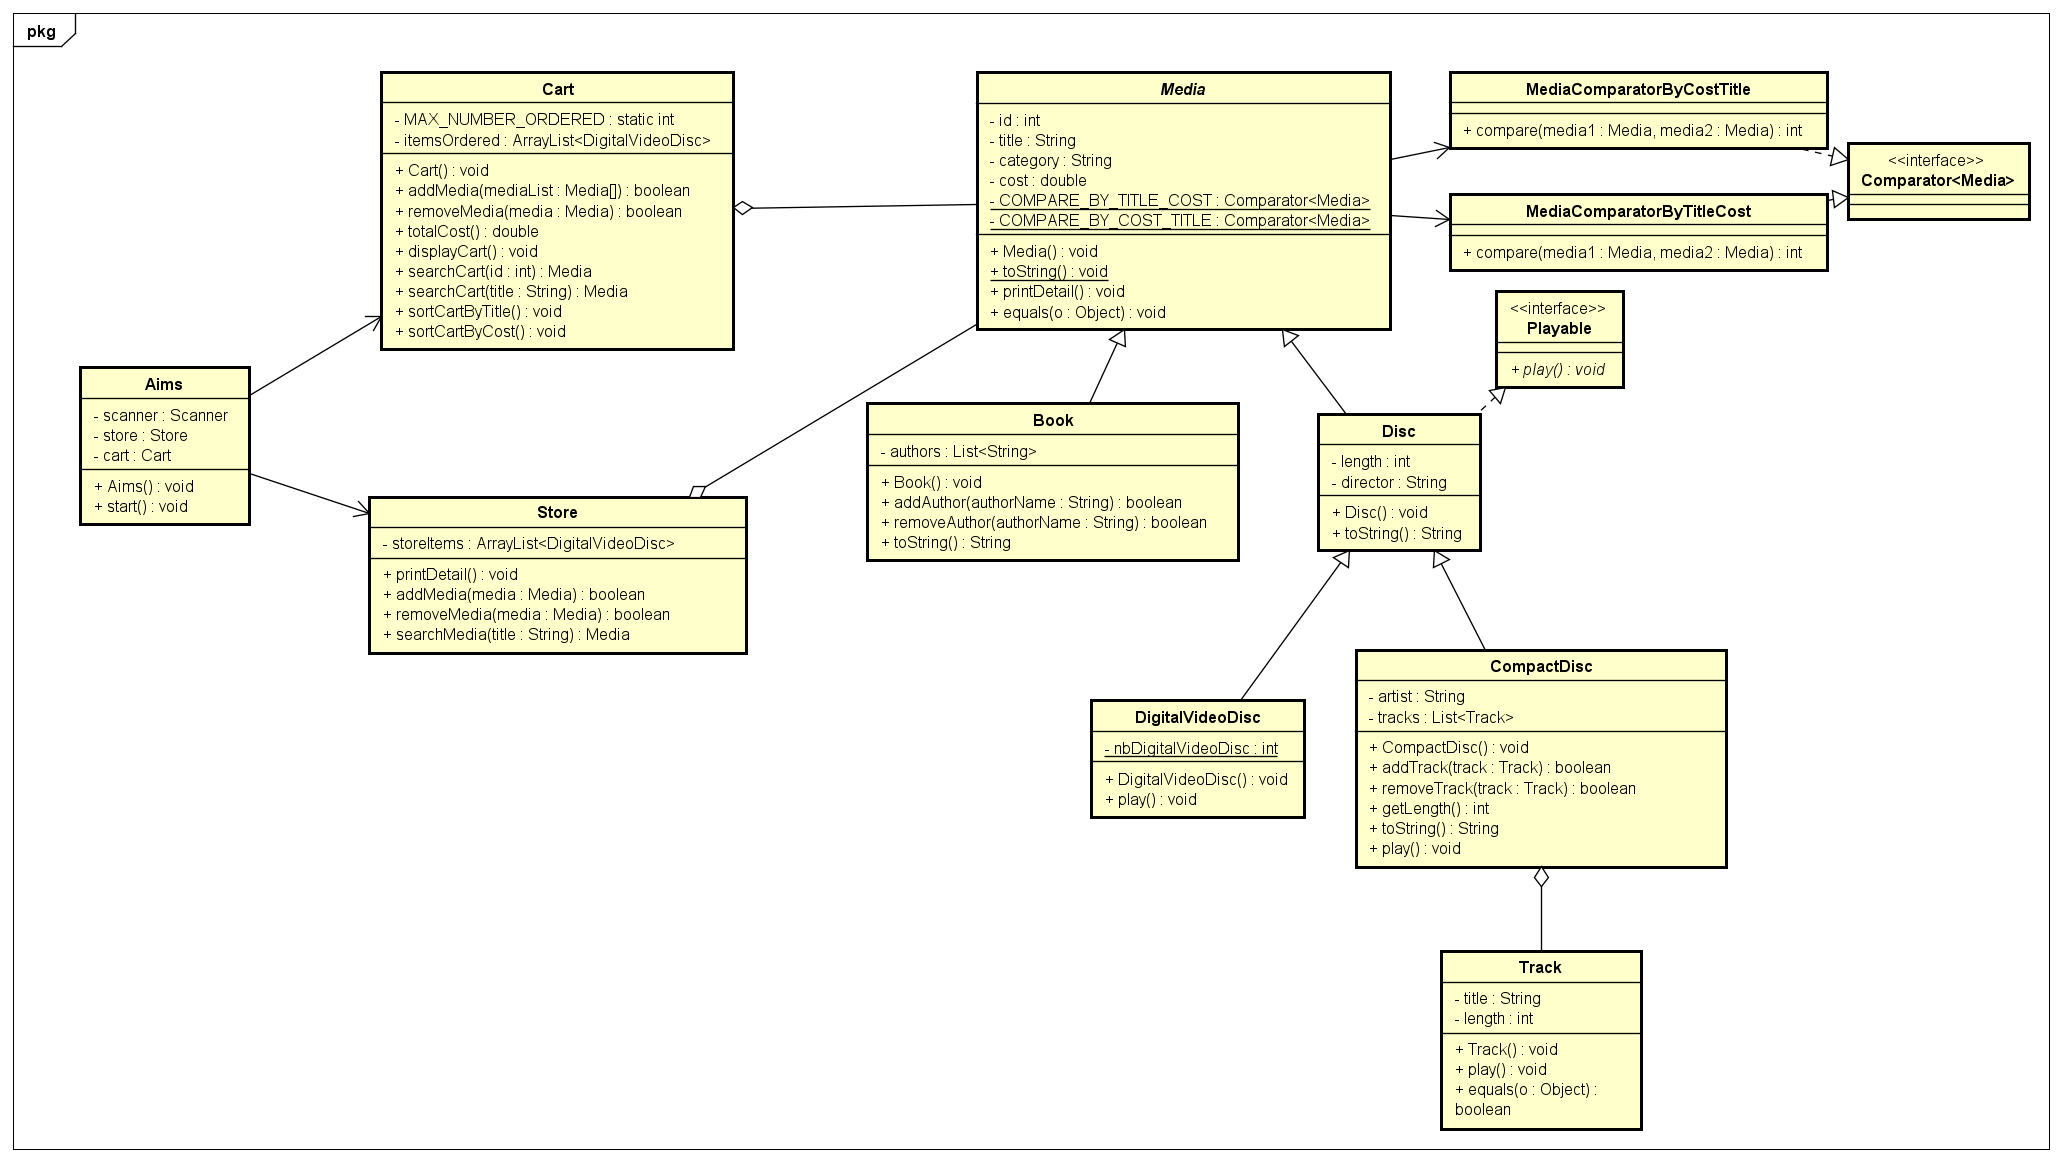 pkg
Cart
- MAX_NUMBER_ORDERED : static int
- itemsOrdered : ArrayList<DigitalVideoDisc>
+ Cart() : void
+ addMedia(mediaList : Media[]) : boolean
+ removeMedia(media : Media) : boolean
+ totalCost() : double
+ displayCart() : void
+ searchCart(id : int) : Media
+ searchCart(title : String) : Media
+ sortCartByTitle() : void
+ sortCartByCost() : void
Media
- id : int
- title : String
- category : String
- cost : double
- COMPARE_BY_TITLE_COST : Comparator<Media>
- COMPARE_BY_COST_TITLE : Comparator<Media>
+ Media() : void
+ toString() : void
+ printDetail() : void
+ equals(o : Object) : void
MediaComparatorByCostTitle
+ compare(media1 : Media, media2 : Media) : int
<<interface>>
Comparator<Media>
MediaComparatorByTitleCost
+ compare(media1 : Media, media2 : Media) : int
<<interface>>
Playable
+ play() : void
Aims
- scanner : Scanner
- store : Store
- cart : Cart
+ Aims() : void
+ start() : void
Store
- storeItems : ArrayList<DigitalVideoDisc>
+ printDetail() : void
+ addMedia(media : Media) : boolean
+ removeMedia(media : Media) : boolean
+ searchMedia(title : String) : Media
Book
- authors : List<String>
+ Book() : void
+ addAuthor(authorName : String) : boolean
+ removeAuthor(authorName : String) : boolean
+ toString() : String
Disc
- length : int
- director : String
+ Disc() : void
+ toString() : String
DigitalVideoDisc
- nbDigitalVideoDisc : int
+ DigitalVideoDisc() : void
+ play() : void
CompactDisc
- artist : String
- tracks : List<Track>
+ CompactDisc() : void
+ addTrack(track : Track) : boolean
+ removeTrack(track : Track) : boolean
+ getLength() : int
+ toString() : String
+ play() : void
Track
- title : String
- length : int
+ Track() : void
+ play() : void
+ equals(o : Object) :
boolean